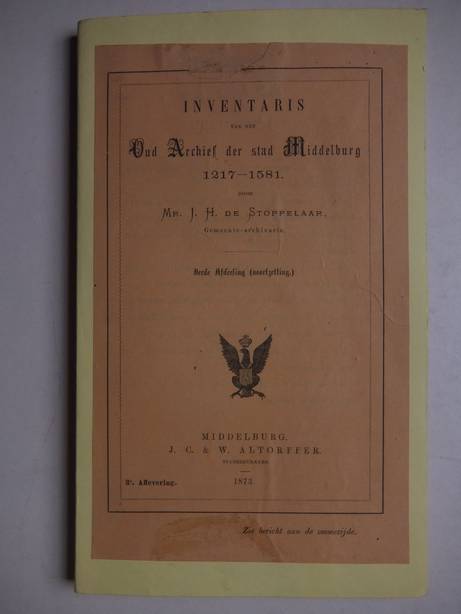 INVENTARIS
VAN HET
Oud Archief der stad Middelburg
1217—1581.
DOOR
MR. J. H. DE STOPPELAAR,
Gemeente-archivaris.
Eerste Afdeeling (voortzetting.)
MIDDELBURG,
J. C. & W. ALTORFFER.
STADSDRUKKERS.
1873
3e. Aflevering.
Zie bericht aan de ommezijde.